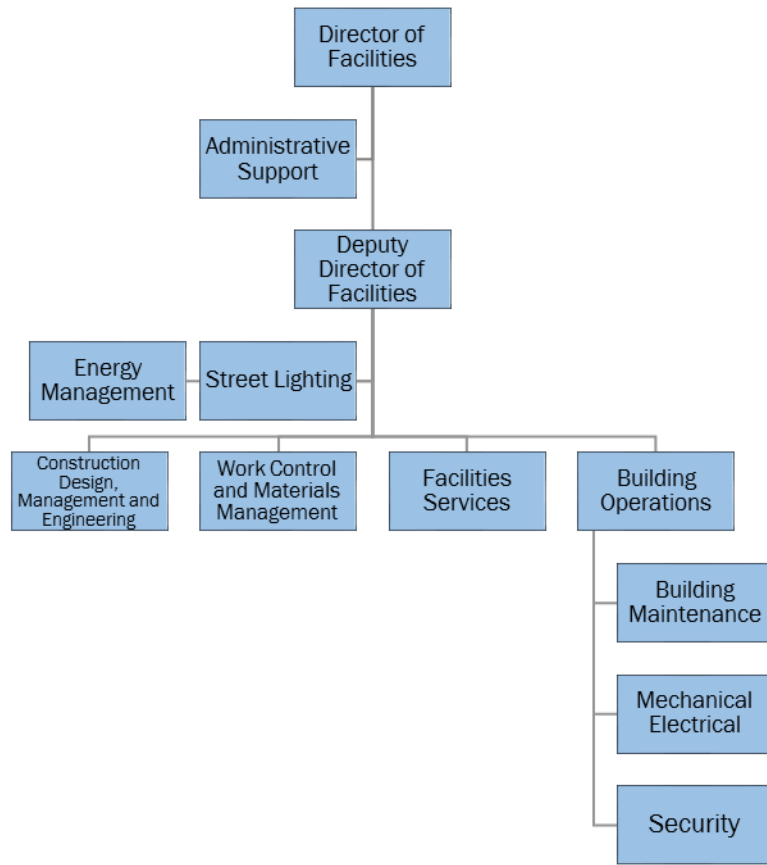 Director of
Facilities
Administrative
Support
Deputy
Director of
Facilities
Energy
Management
Street Lighting
Construction
Design,
Management and
Engineering
Work Control
and Materials
Management
Facilities
Services
Building
Operations
Building
Maintenance
Mechanical
Electrical
Security